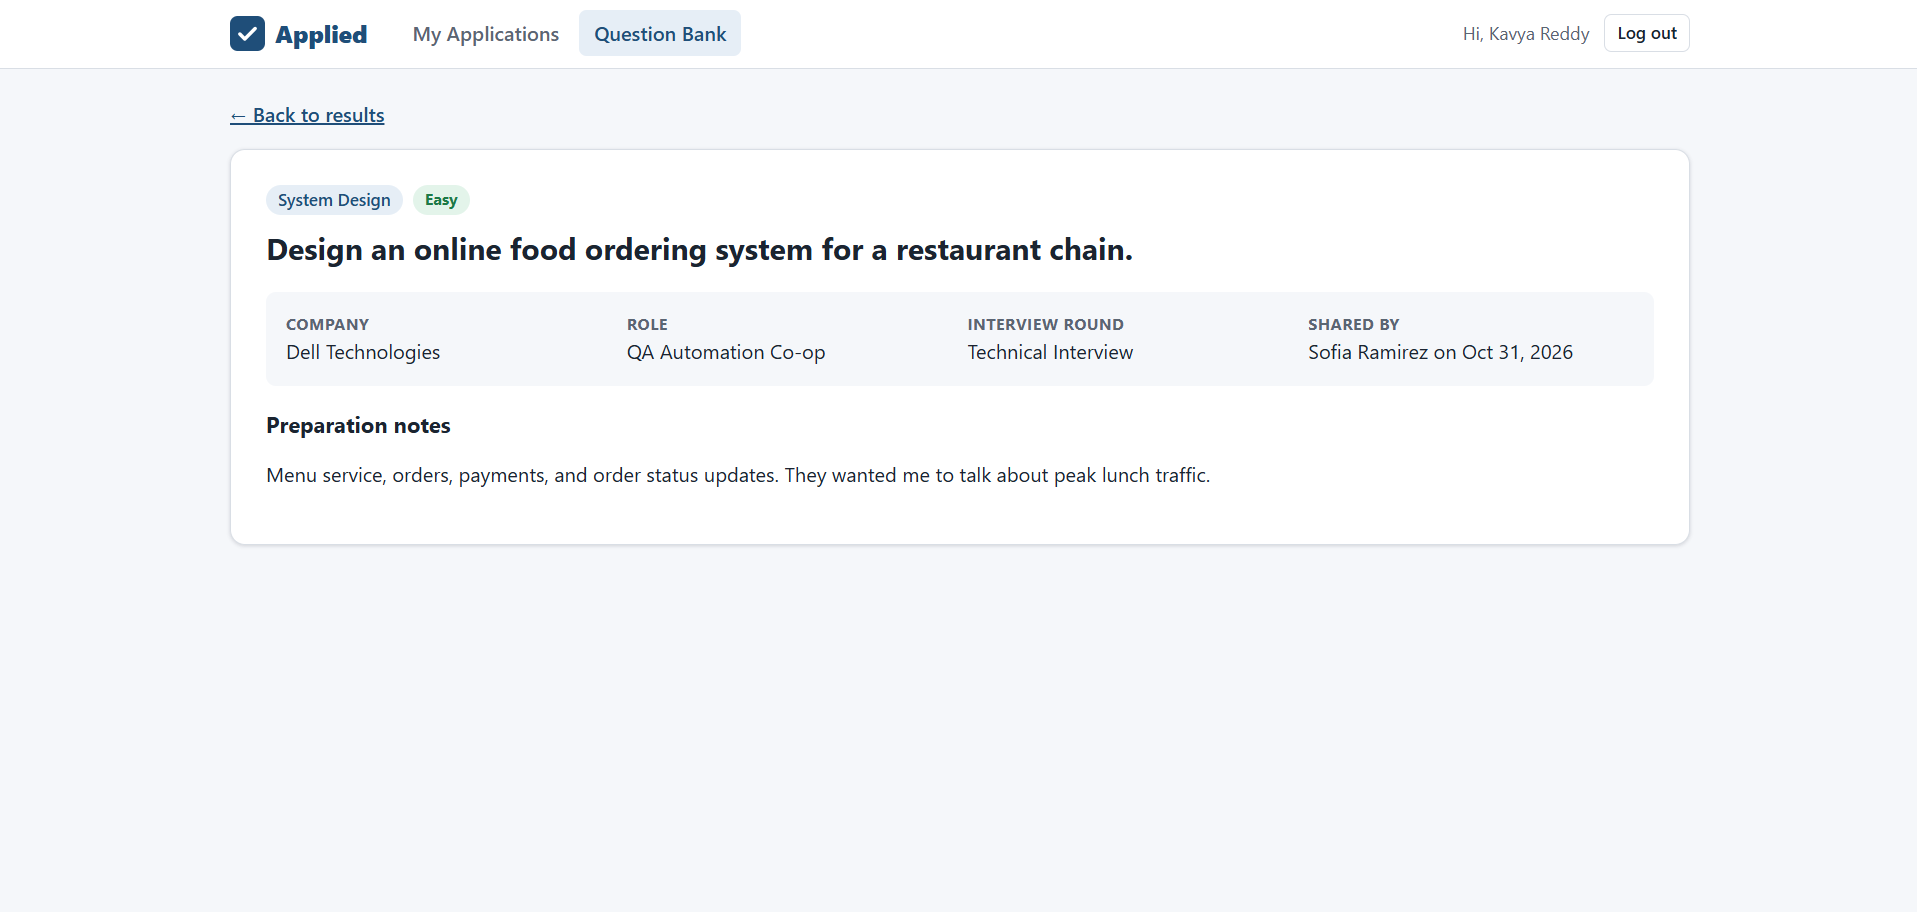 Applied
My Applications
Question Bank
Hi, Kavya Reddy
Log out
← Back to results
System Design
Easy
Design an online food ordering system for a restaurant chain.
COMPANY
Dell Technologies
ROLE
QA Automation Co-op
INTERVIEW ROUND
Technical Interview
SHARED BY
Sofia Ramirez on Oct 31, 2026
Preparation notes
Menu service, orders, payments, and order status updates. They wanted me to talk about peak lunch traffic.